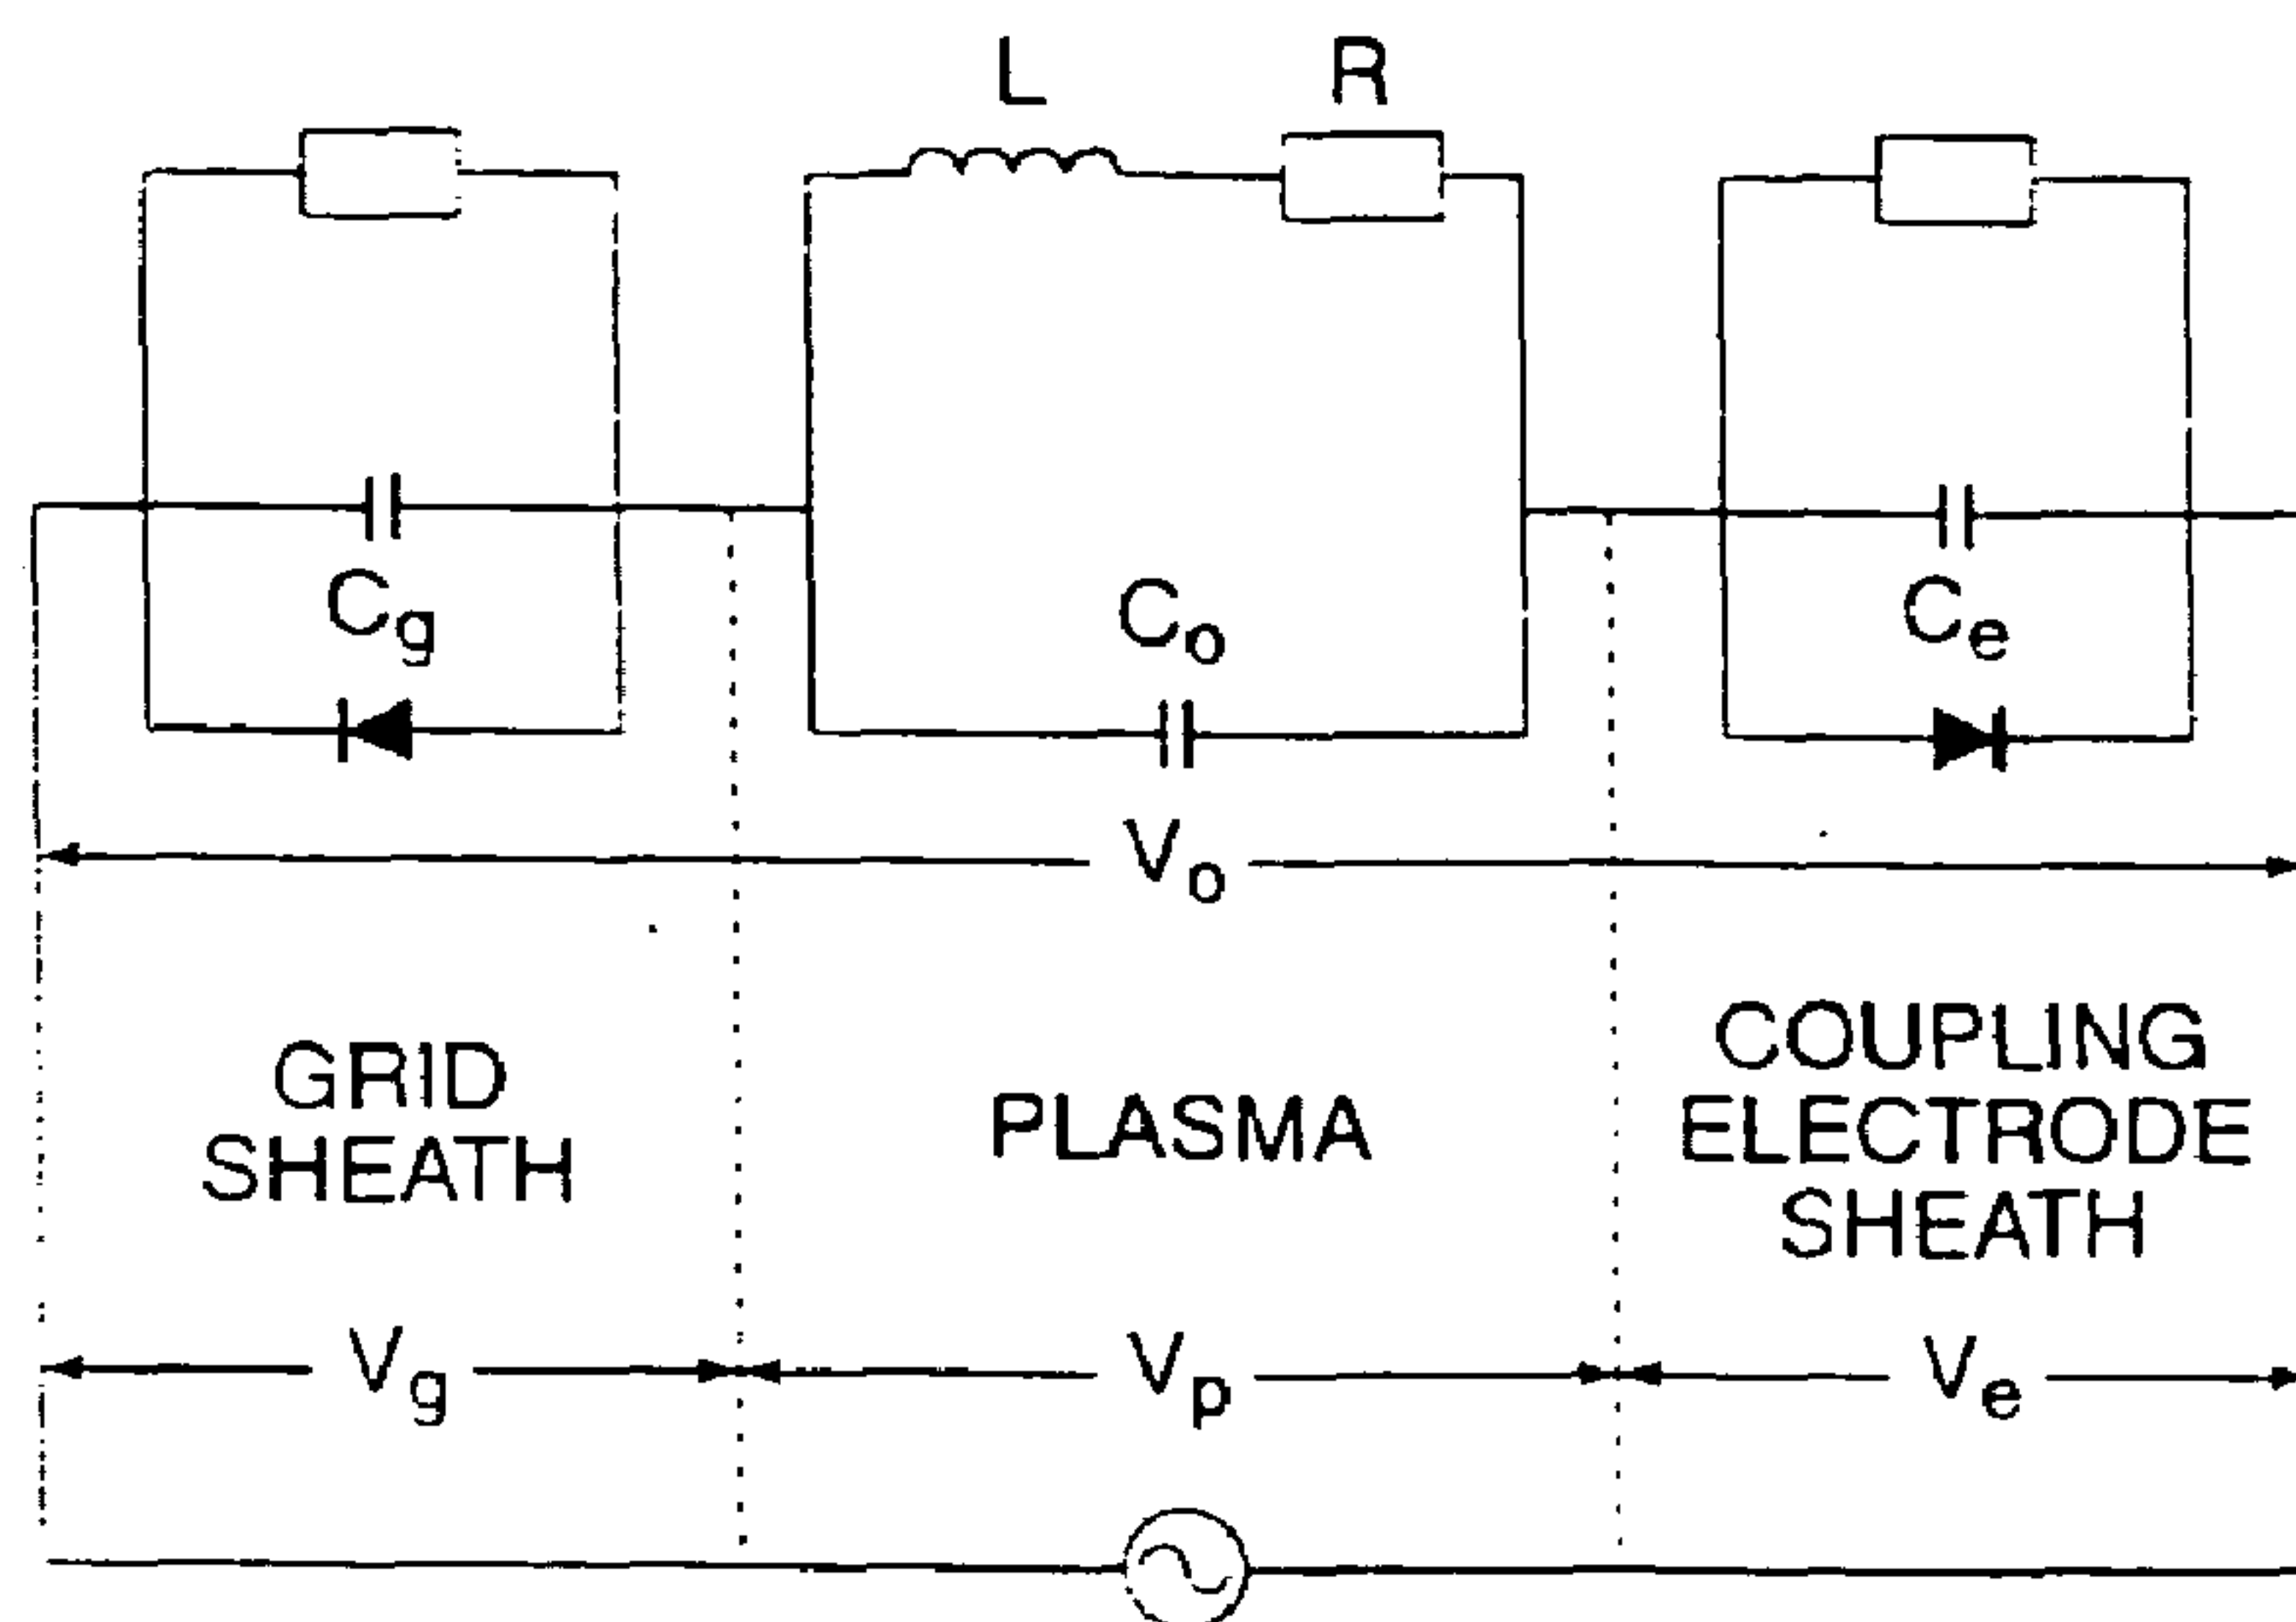 L
R
Cg
Co
Ce
Vo
GRID
SHEATH
PLASMA
COUPLING
ELECTRODE
SHEATH
Vg
Vp
Ve